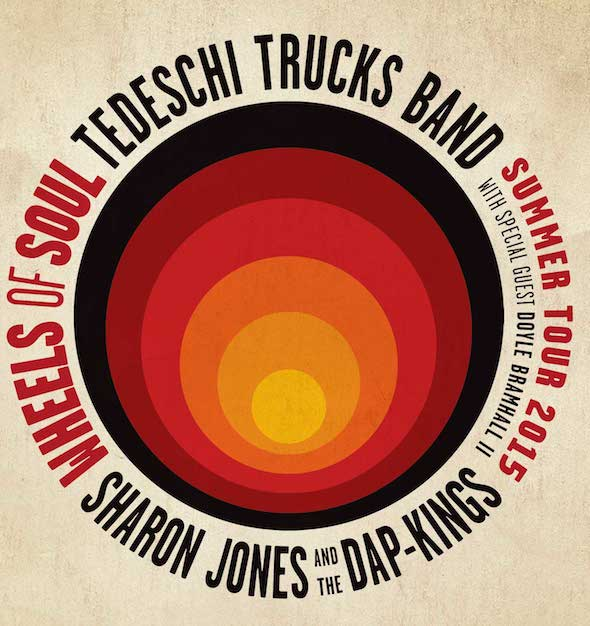 WHEELS OF SOUL
TEDESCHI TRUCKS BAND
SUMMER TOUR 2015
WITH SPECIAL GUEST DOYLE BRAMHALL II
SHARON JONES AND THE DAP-KINGS